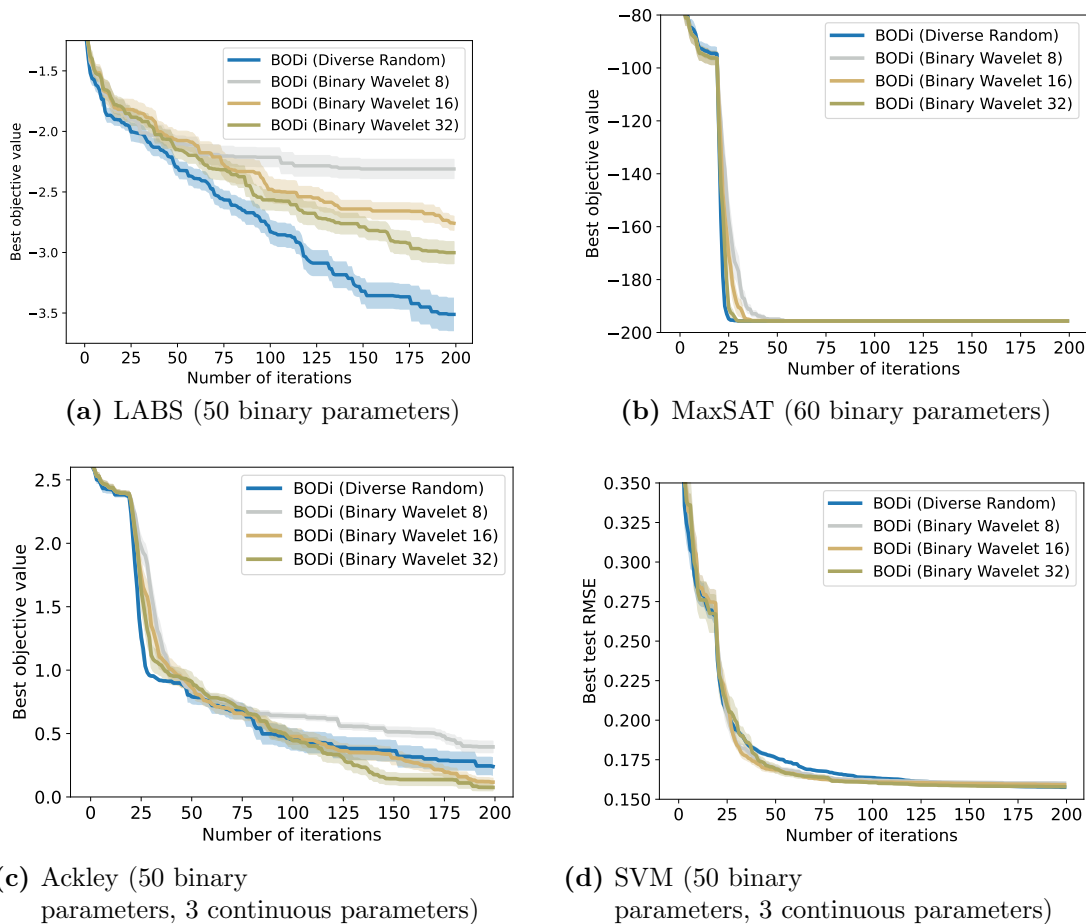 Best objective value
−1.5
−2.0
−2.5
−3.0
−3.5
BODi (Diverse Random)
BODi (Binary Wavelet 8)
BODi (Binary Wavelet 16)
BODi (Binary Wavelet 32)
0 25 50 75 100 125 150 175 200
Number of iterations
(a) LABS (50 binary parameters)
Best objective value
−80
−100
−120
−140
−160
−180
−200
BODi (Diverse Random)
BODi (Binary Wavelet 8)
BODi (Binary Wavelet 16)
BODi (Binary Wavelet 32)
0 25 50 75 100 125 150 175 200
Number of iterations
(b) MaxSAT (60 binary parameters)
Best objective value
2.5
2.0
1.5
1.0
0.5
0.0
BODi (Diverse Random)
BODi (Binary Wavelet 8)
BODi (Binary Wavelet 16)
BODi (Binary Wavelet 32)
0 25 50 75 100 125 150 175 200
Number of iterations
(c) Ackley (50 binary
parameters, 3 continuous parameters)
Best test RMSE
0.350
0.325
0.300
0.275
0.250
0.225
0.200
0.175
0.150
BODi (Diverse Random)
BODi (Binary Wavelet 8)
BODi (Binary Wavelet 16)
BODi (Binary Wavelet 32)
0 25 50 75 100 125 150 175 200
Number of iterations
(d) SVM (50 binary
parameters, 3 continuous parameters)